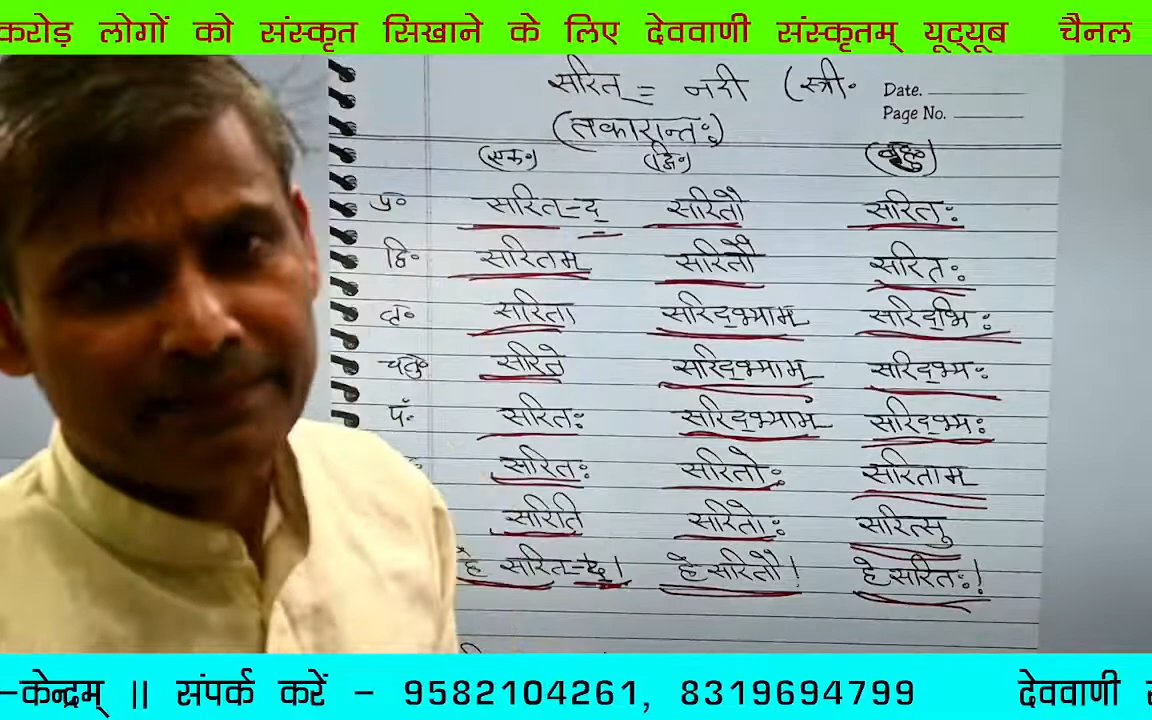 करोड़ लोगों को संस्कृत सिखाने के लिए देववाणी संस्कृतम् यूट्यूब चैनल
सरित् = नदी (स्त्री॰
Date.
(तकारान्तः)
Page No.
(एक॰) (द्वि॰) (बहु॰)
प्र॰ सरित्-द् सरितौ सरितः
द्वि॰ सरितम् सरितौ सरितः
तृ॰ सरिता सरिद्भ्याम् सरिद्भिः
चतु॰ सरिते सरिद्भ्याम् सरिद्भ्यः
पं॰ सरितः सरिद्भ्याम् सरिद्भ्यः
सरितः सरितोः सरिताम्
सरिति सरितोः सरित्सु
हे सरित्-द्! हे सरितौ! हे सरितः!
-केन्द्रम् || संपर्क करें - 9582104261, 8319694799 देववाणी